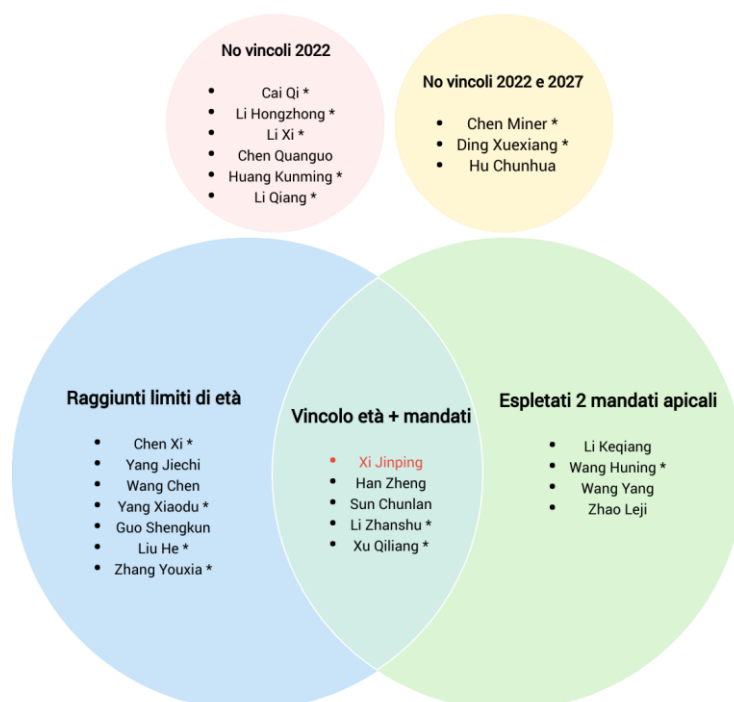 No vincoli 2022
• Cai Qi *
• Li Hongzhong *
• Li Xi *
• Chen Quanguo
• Huang Kunming *
• Li Qiang *
No vincoli 2022 e 2027
• Chen Miner *
• Ding Xuexiang *
• Hu Chunhua
Raggiunti limiti di età
• Chen Xi *
• Yang Jiechi
• Wang Chen
• Yang Xiaodu *
• Guo Shengkun
• Liu He *
• Zhang Youxia *
Vincolo età + mandati
• Xi Jinping
• Han Zheng
• Sun Chunlan
• Li Zhanshu *
• Xu Qiliang *
Espletati 2 mandati apicali
• Li Keqiang
• Wang Huning *
• Wang Yang
• Zhao Leji